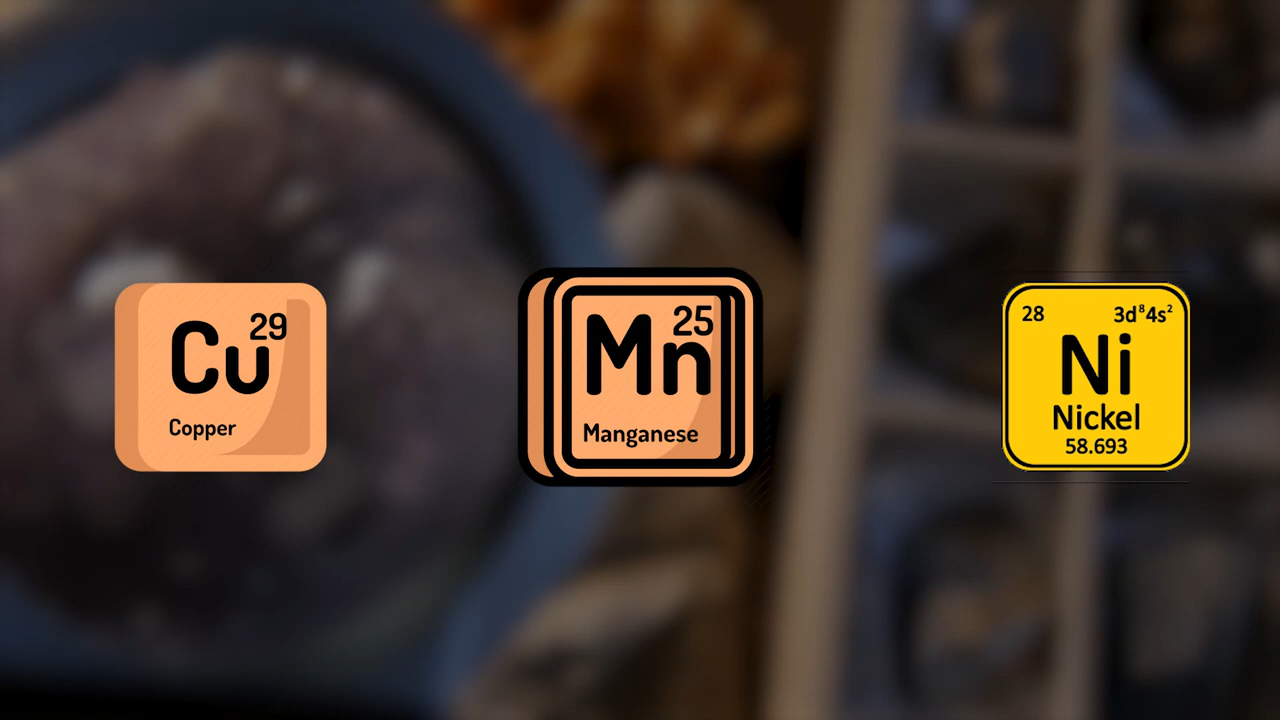 29
Cu
Copper
25
Mn
Manganese
28 3d⁸4s²
Ni
Nickel
58.693